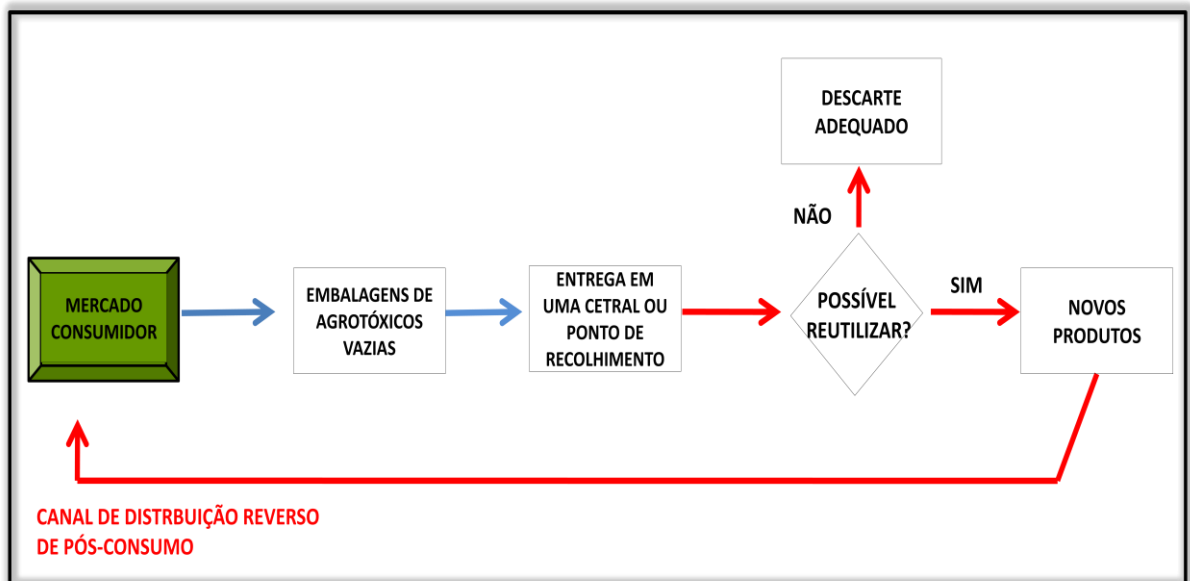 DESCARTE
ADEQUADO
NÃO
MERCADO
CONSUMIDOR
EMBALAGENS DE
AGROTÓXICOS
VAZIAS
ENTREGA EM
UMA CETRAL OU
PONTO DE
RECOLHIMENTO
POSSÍVEL
REUTILIZAR?
SIM
NOVOS
PRODUTOS
CANAL DE DISTRBUIÇÃO REVERSO
DE PÓS-CONSUMO